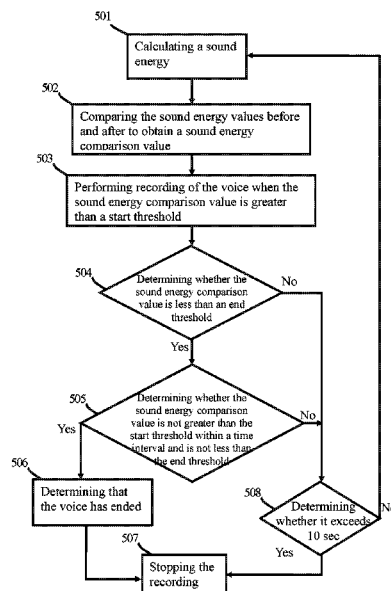 501
Calculating a sound
energy
502
Comparing the sound energy values before
and after to obtain a sound energy
comparison value
503
Performing recording of the voice when the
sound energy comparison value is greater
than a start threshold
504
Determining whether the
sound energy comparison
value is less than an end
threshold
No
Yes
505
Determining whether the
sound energy comparison
value is not greater than the
start threshold within a time
interval and is not less than
the end threshold
Yes
No
506
Determining that
the voice has ended
508
Determining
whether it exceeds
10 sec
No
Yes
507
Stopping the
recording